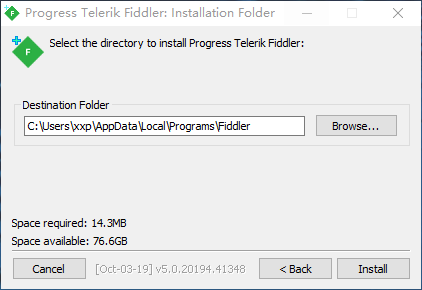 Progress Telerik Fiddler: Installation Folder
F
Select the directory to install Progress Telerik Fiddler:
Destination Folder
C:\Users\xxp\AppData\Local\Programs\Fiddler
Browse...
Space required: 14.3MB
Space available: 76.6GB
Cancel
[Oct-03-19] v5.0.20194.41348
< Back
Install